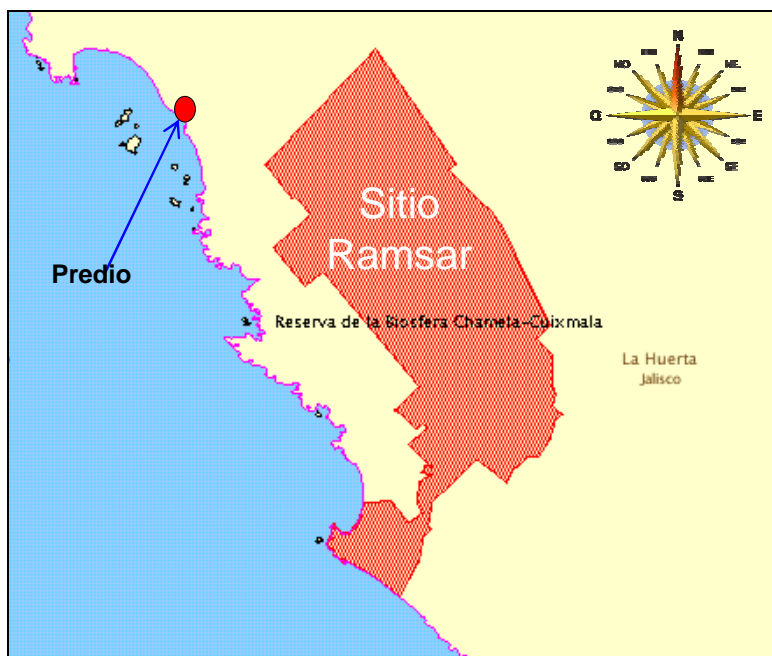 N
NO
NE
O
E
SO
SE
S
Sitio
Ramsar
Predio
Reserva de la Biosfera Chamela-Cuixmala
La Huerta
Jalisco